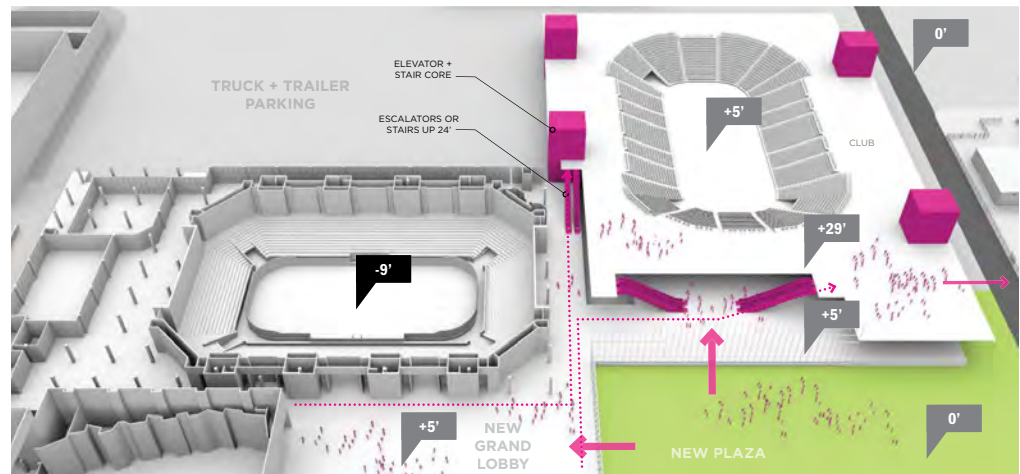 0'
ELEVATOR +
STAIR CORE
TRUCK + TRAILER
PARKING
ESCALATORS OR
STAIRS UP 24'
+5'
CLUB
+29'
-9'
+5'
+5'
NEW
GRAND
LOBBY
NEW PLAZA
0'